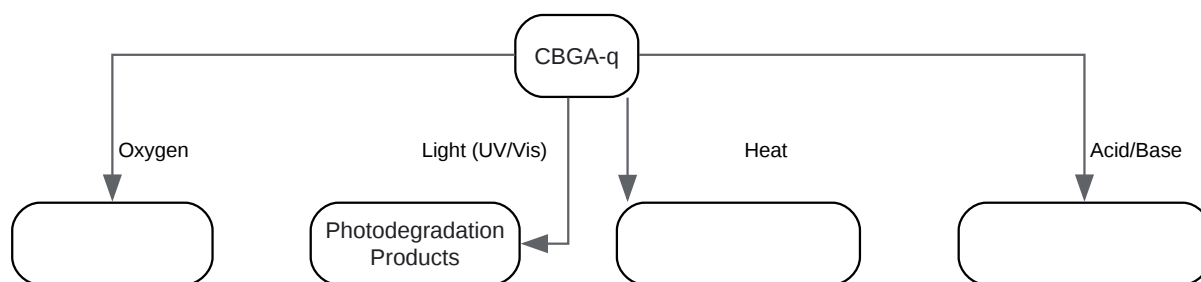 CBGA-q
Oxygen
Light (UV/Vis)
Heat
Acid/Base
Photodegradation
Products